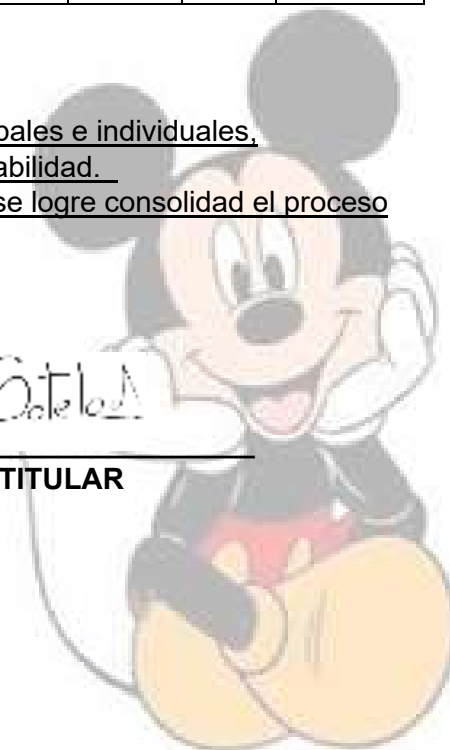 pales e individuales,
abilidad.
se logre consolidad el proceso
TITULAR